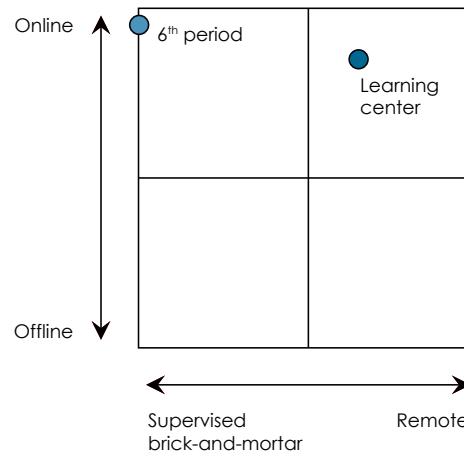 Online
6th period
Learning
center
Offline
Supervised
brick-and-mortar
Remote